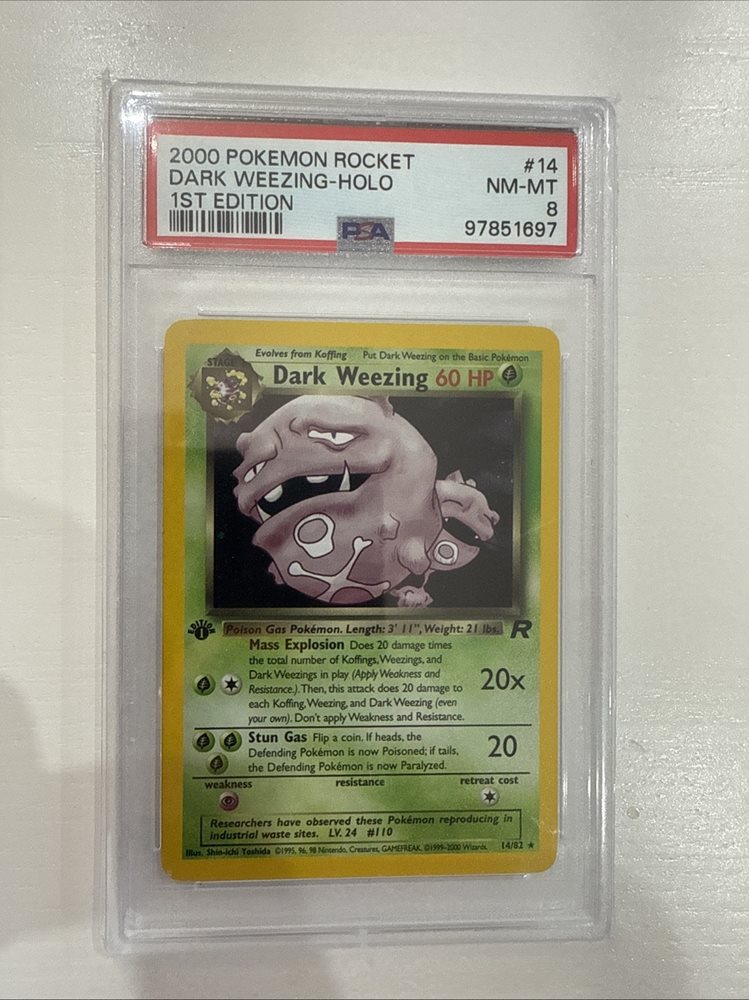 2000 POKEMON ROCKET #14
DARK WEEZING-HOLO NM-MT
1ST EDITION 8
PSA 97851697
Evolves from Koffing Put Dark Weezing on the Basic Pokémon
STAGE 1
Dark Weezing 60 HP
EDITION 1
Poison Gas Pokémon. Length: 3' 11", Weight: 21 lbs. R
Mass Explosion Does 20 damage times
the total number of Koffings, Weezings, and
Dark Weezings in play (Apply Weakness and
Resistance.). Then, this attack does 20 damage to
each Koffing, Weezing, and Dark Weezing (even
your own). Don't apply Weakness and Resistance.
20x
Stun Gas Flip a coin. If heads, the
Defending Pokémon is now Poisoned; if tails,
the Defending Pokémon is now Paralyzed.
20
weakness resistance retreat cost
Researchers have observed these Pokémon reproducing in
industrial waste sites. LV. 24 #110
Illus. Shin-ichi Yoshida ©1995, 96, 98 Nintendo, Creatures, GAMEFREAK. ©1999-2000 Wizards. 14/82 ★